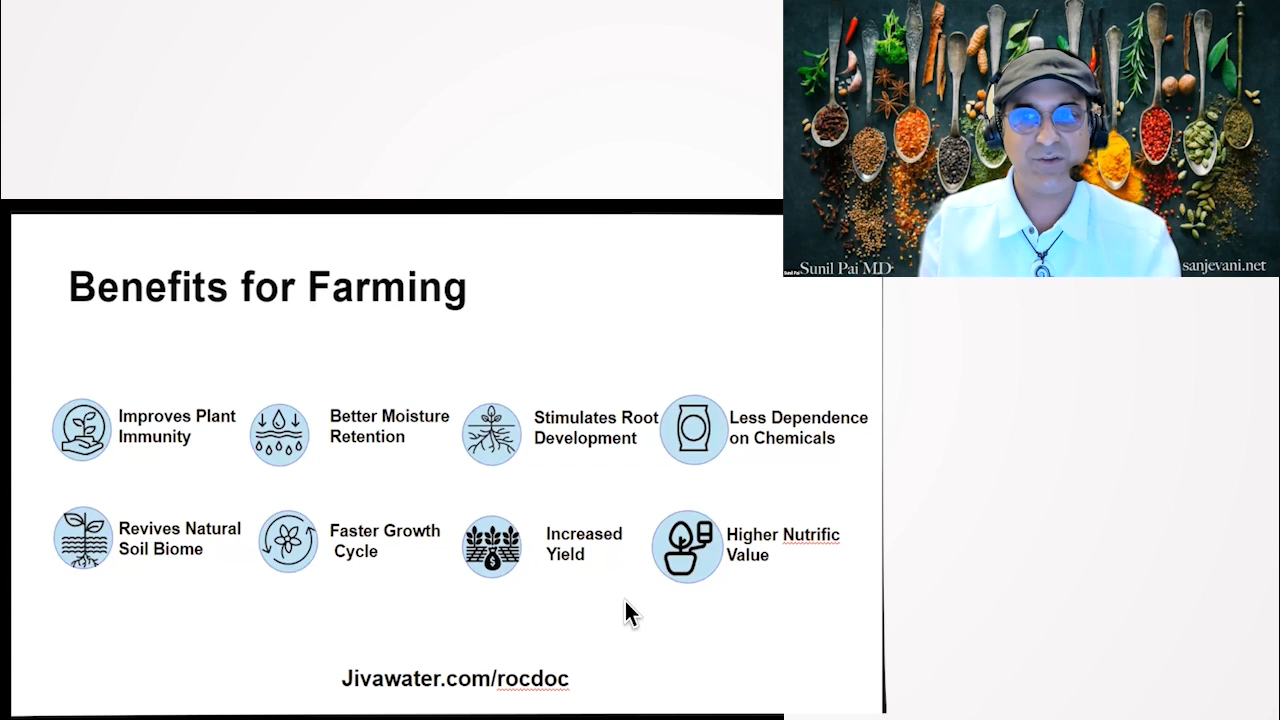 Sunil Pai MD
sanjevani.net
Benefits for Farming
Improves Plant
Immunity
Better Moisture
Retention
Stimulates Root
Development
Less Dependence
on Chemicals
Revives Natural
Soil Biome
Faster Growth
Cycle
Increased
Yield
$
Higher Nutrific
Value
Jivawater.com/rocdoc